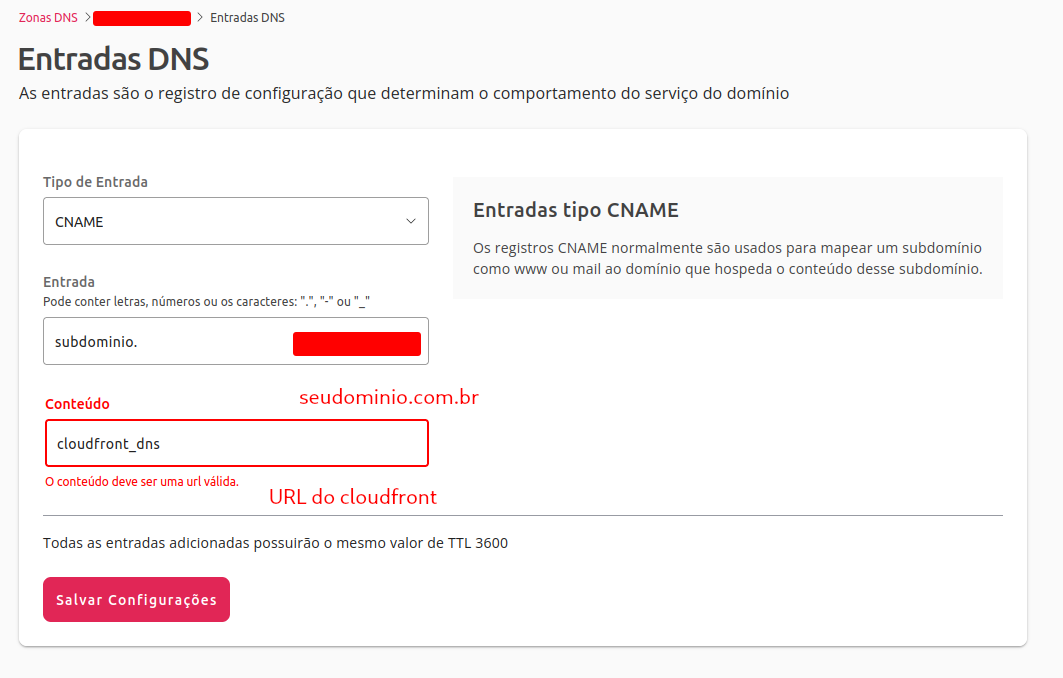 Zonas DNS > > Entradas DNS
Entradas DNS
As entradas são o registro de configuração que determinam o comportamento do serviço do domínio
Tipo de Entrada
CNAME
Entradas tipo CNAME
Os registros CNAME normalmente são usados para mapear um subdomínio
como www ou mail ao domínio que hospeda o conteúdo desse subdomínio.
Entrada
Pode conter letras, números ou os caracteres: ".", "-" ou "_"
subdominio.
seudominio.com.br
Conteúdo
cloudfront_dns
O conteúdo deve ser uma url válida.
URL do cloudfront
Todas as entradas adicionadas possuirão o mesmo valor de TTL 3600
Salvar Configurações